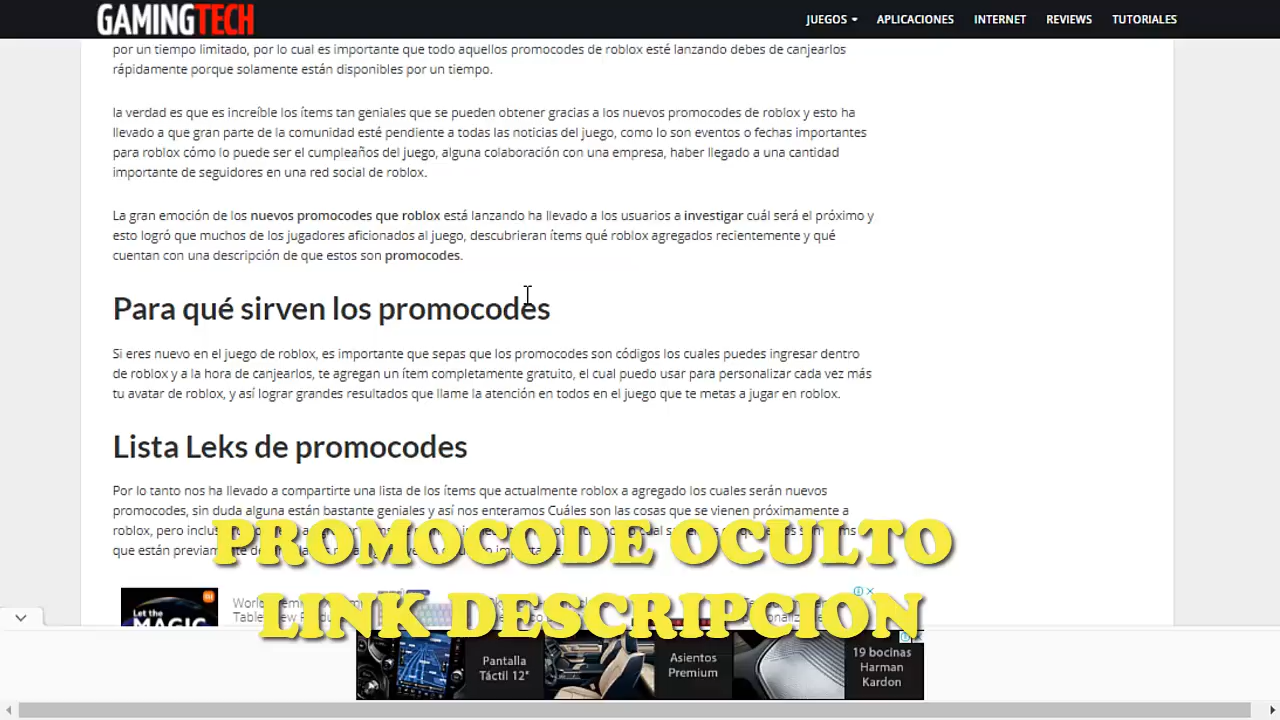 GAMINGTECH
JUEGOS APLICACIONES INTERNET REVIEWS TUTORIALES
por un tiempo limitado, por lo cual es importante que todo aquellos promocodes de roblox esté lanzando debes de canjearlos
rápidamente porque solamente están disponibles por un tiempo.
la verdad es que es increíble los ítems tan geniales que se pueden obtener gracias a los nuevos promocodes de roblox y esto ha
llevado a que gran parte de la comunidad esté pendiente a todas las noticias del juego, como lo son eventos o fechas importantes
para roblox cómo lo puede ser el cumpleaños del juego, alguna colaboración con una empresa, haber llegado a una cantidad
importante de seguidores en una red social de roblox.
La gran emoción de los nuevos promocodes que roblox está lanzando ha llevado a los usuarios a investigar cuál será el próximo y
esto logró que muchos de los jugadores aficionados al juego, descubrieran ítems qué roblox agregados recientemente y qué
cuentan con una descripción de que estos son promocodes.
Para qué sirven los promocodes
Si eres nuevo en el juego de roblox, es importante que sepas que los promocodes son códigos los cuales puedes ingresar dentro
de roblox y a la hora de canjearlos, te agregan un ítem completamente gratuito, el cual puedo usar para personalizar cada vez más
tu avatar de roblox, y así lograr grandes resultados que llame la atención en todos en el juego que te metas a jugar en roblox.
Lista Leks de promocodes
Por lo tanto nos ha llevado a compartirte una lista de los ítems que actualmente roblox a agregado los cuales serán nuevos
promocodes, sin duda alguna están bastante geniales y así nos enteramos Cuáles son las cosas que se vienen próximamente a
roblox, pero
que están
PROMOCODE OCULTO
LINK DESCRIPCION
Let the
MAGIC
Pantalla
Táctil 12"
Asientos
Premium
19 bocinas
Harman
Kardon